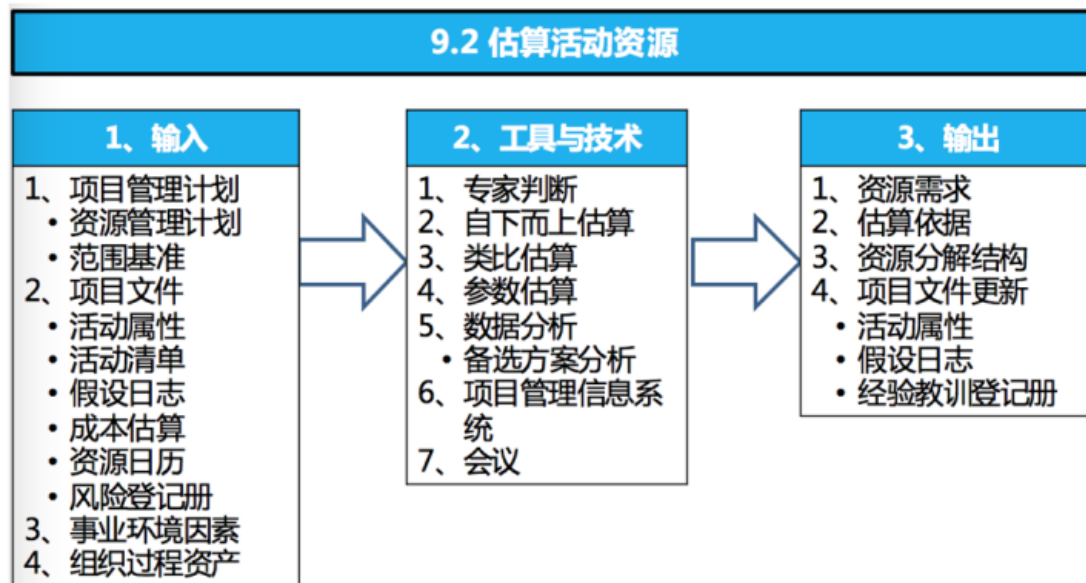 9.2 估算活动资源
1、输入
1、项目管理计划
• 资源管理计划
• 范围基准
2、项目文件
• 活动属性
• 活动清单
• 假设日志
• 成本估算
• 资源日历
• 风险登记册
3、事业环境因素
4、组织过程资产
2、工具与技术
1、专家判断
2、自下而上估算
3、类比估算
4、参数估算
5、数据分析
• 备选方案分析
6、项目管理信息系
统
7、会议
3、输出
1、资源需求
2、估算依据
3、资源分解结构
4、项目文件更新
• 活动属性
• 假设日志
• 经验教训登记册